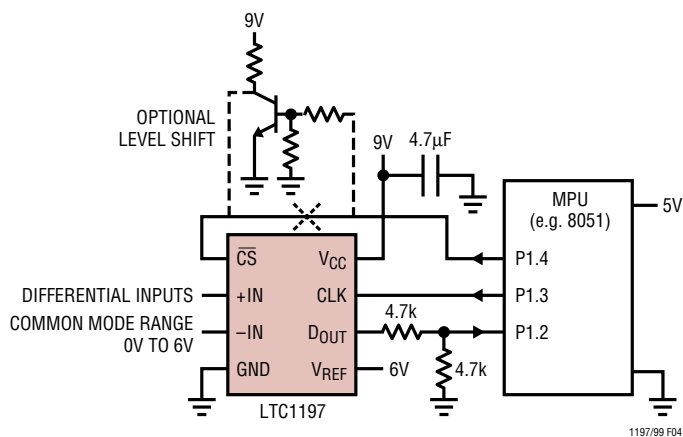 9V
OPTIONAL
LEVEL SHIFT
9V
4.7µF
MPU
(e.g. 8051)
5V
CS
VCC
P1.4
DIFFERENTIAL INPUTS
+IN
CLK
P1.3
COMMON MODE RANGE
0V TO 6V
–IN
DOUT
4.7k
P1.2
GND
VREF
6V
4.7k
LTC1197
1197/99 F04